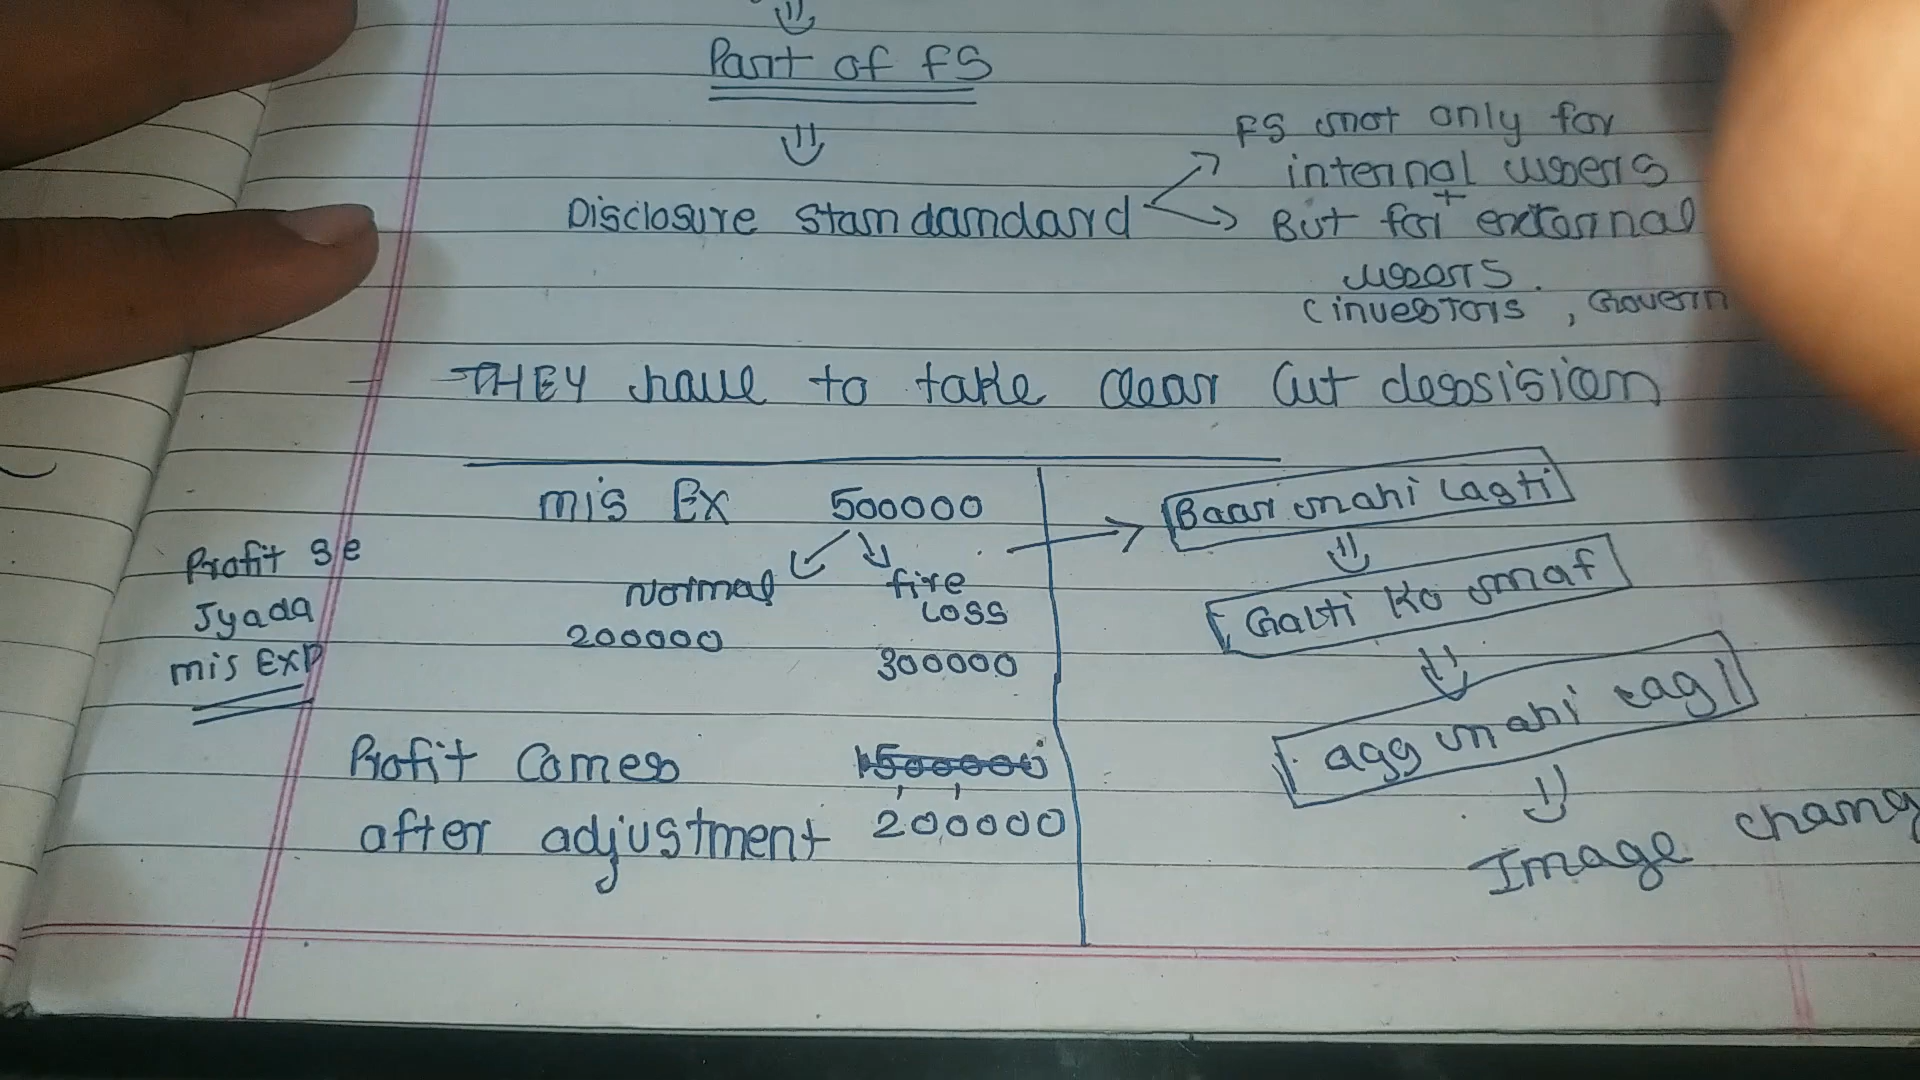 Part of FS
FS not only for
internal users
+
Disclosure standamdard
But for external
users.
(investors, Govern
THEY have to take clear cut dessision
mis Ex 500000
Baar nahi lagti
Normal
fire
loss
200000
300000
Profit se
Jyada
mis EXP
Galti ko maf
agg nahi lagi
Profit comes
after adjustment 200000
Image chang